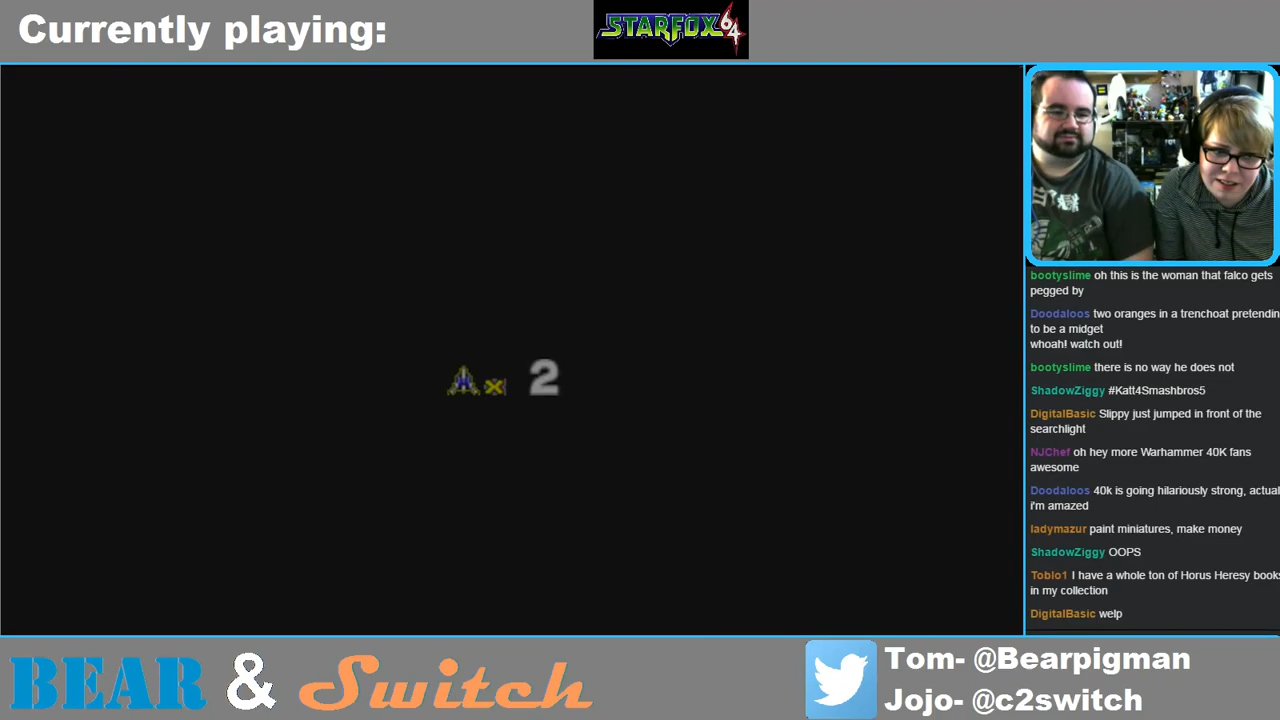 Currently playing:
STARFOX 64
× 2
bootyslime oh this is the woman that falco gets
pegged by
Doodaloos two oranges in a trenchoat pretendin
to be a midget
whoah! watch out!
bootyslime there is no way he does not
ShadowZiggy #Katt4Smashbros5
DigitalBasic Slippy just jumped in front of the
searchlight
NJChef oh hey more Warhammer 40K fans
awesome
Doodaloos 40k is going hilariously strong, actual
i'm amazed
ladymazur paint miniatures, make money
ShadowZiggy OOPS
Toblo1 I have a whole ton of Horus Heresy books
in my collection
DigitalBasic welp
BEAR & Switch
Tom- @Bearpigman
Jojo- @c2switch